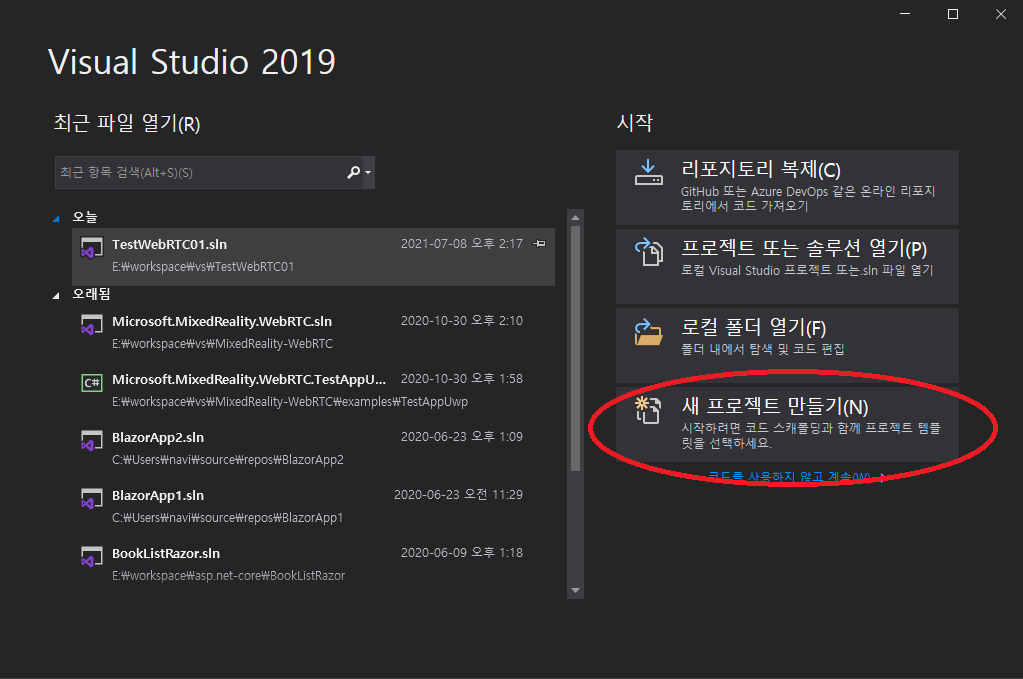 Visual Studio 2019
최근 파일 열기(R)
최근 항목 검색(Alt+S)(S)
오늘
TestWebRTC01.sln 2021-07-08 오후 2:17
E:₩workspace₩vs₩TestWebRTC01
오래됨
Microsoft.MixedReality.WebRTC.sln 2020-10-30 오후 2:10
E:₩workspace₩vs₩MixedReality-WebRTC
Microsoft.MixedReality.WebRTC.TestAppU... 2020-10-30 오후 1:58
E:₩workspace₩vs₩MixedReality-WebRTC₩examples₩TestAppUwp
BlazorApp2.sln 2020-06-23 오후 1:09
C:₩Users₩navi₩source₩repos₩BlazorApp2
BlazorApp1.sln 2020-06-23 오전 11:29
C:₩Users₩navi₩source₩repos₩BlazorApp1
BookListRazor.sln 2020-06-09 오후 1:18
E:₩workspace₩asp.net-core₩BookListRazor
시작
리포지토리 복제(C)
GitHub 또는 Azure DevOps 같은 온라인 리포지
토리에서 코드 가져오기
프로젝트 또는 솔루션 열기(P)
로컬 Visual Studio 프로젝트 또는.sln 파일 열기
로컬 폴더 열기(F)
폴더 내에서 탐색 및 코드 편집
새 프로젝트 만들기(N)
시작하려면 코드 스캐폴딩과 함께 프로젝트 템플
릿을 선택하세요.
코드를 사용하지 않고 계속(W) →
C#